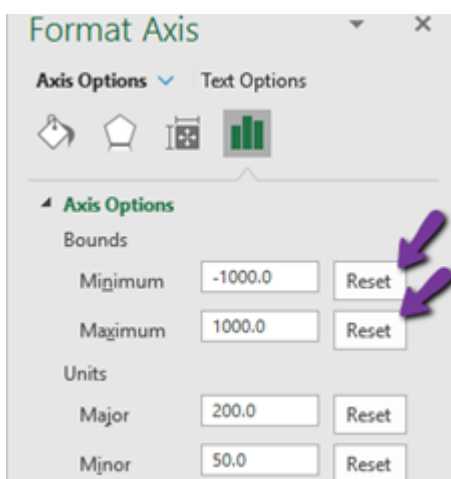 Format Axis
Axis Options Text Options
Axis Options
Bounds
Minimum -1000.0 Reset
Maximum 1000.0 Reset
Units
Major 200.0 Reset
Minor 50.0 Reset